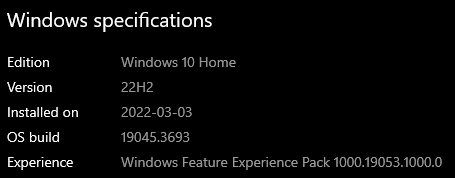 Windows specifications
Edition Windows 10 Home
Version 22H2
Installed on 2022-03-03
OS build 19045.3693
Experience Windows Feature Experience Pack 1000.19053.1000.0